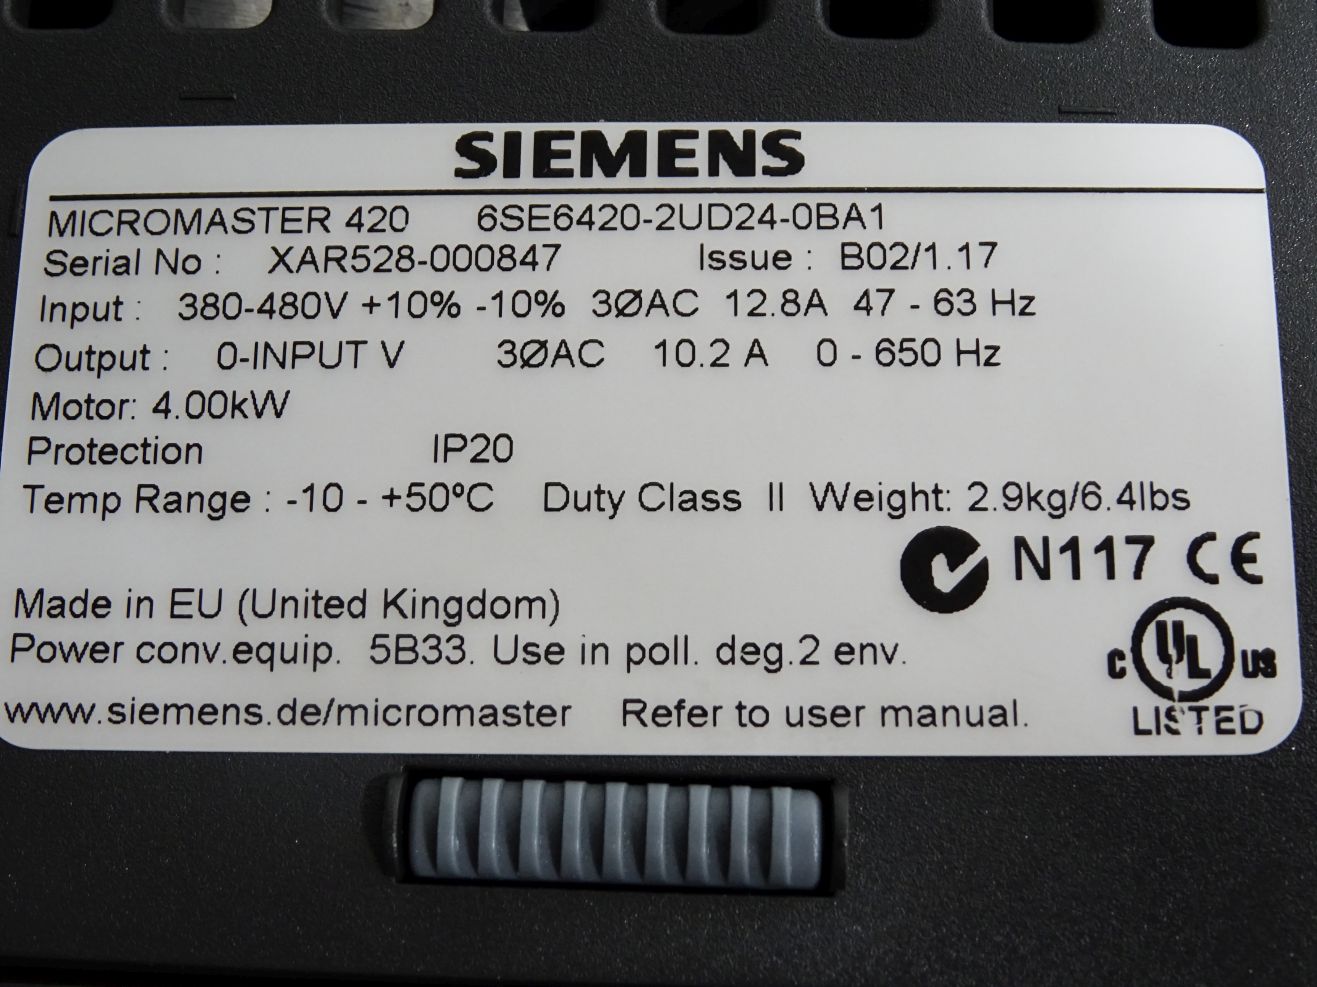 SIEMENS
MICROMASTER 420 6SE6420-2UD24-0BA1
Serial No : XAR528-000847 Issue : B02/1.17
Input : 380-480V +10% -10% 3ØAC 12.8A 47 - 63 Hz
Output : 0-INPUT V 3ØAC 10.2 A 0 - 650 Hz
Motor: 4.00kW
Protection IP20
Temp Range : -10 - +50ºC Duty Class II Weight: 2.9kg/6.4lbs
N117 CE
Made in EU (United Kingdom)
Power conv.equip. 5B33. Use in poll. deg.2 env.
C UL US
www.siemens.de/micromaster Refer to user manual.
LISTED